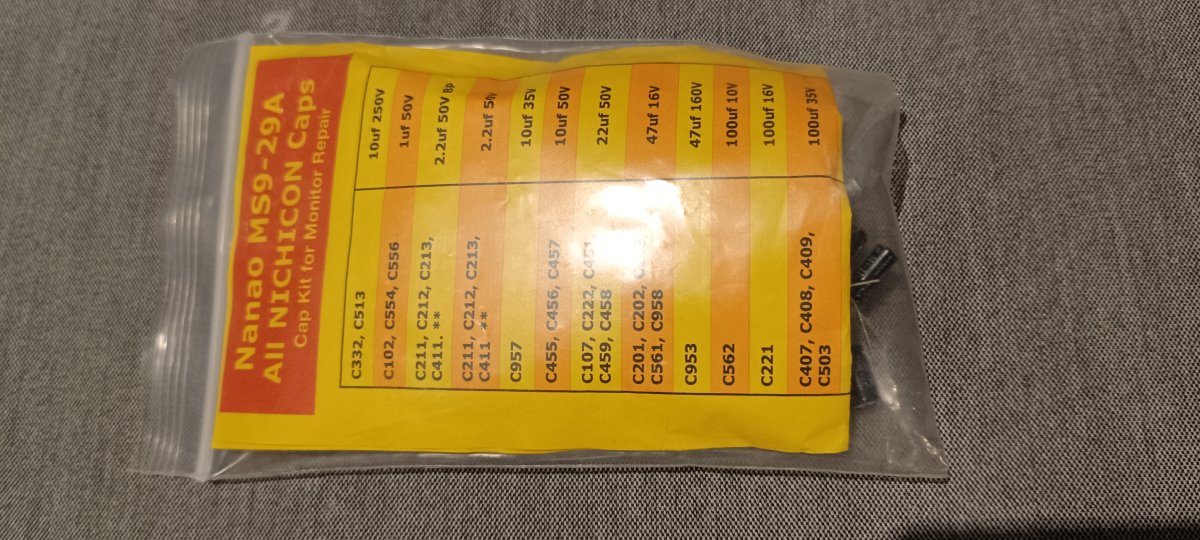 Nanao MS9-29A
All NICHICON Caps
Cap Kit for Monitor Repair
C332, C513 10uf 250V
C102, C554, C556 1uf 50V
C211, C212, C213, 2.2uf 50V Bp
C411. **
C211, C212, C213, 2.2uf 50v
C411 **
C957 10uf 35V
C455, C456, C457 10uf 50V
C107, C222, 22uf 50V
C459, C458
C201, C202, 47uf 16V
C561, C958
C953 47uf 160V
C562 100uf 10V
C221 100uf 16V
C407, C408, C409, 100uf 35V
C503